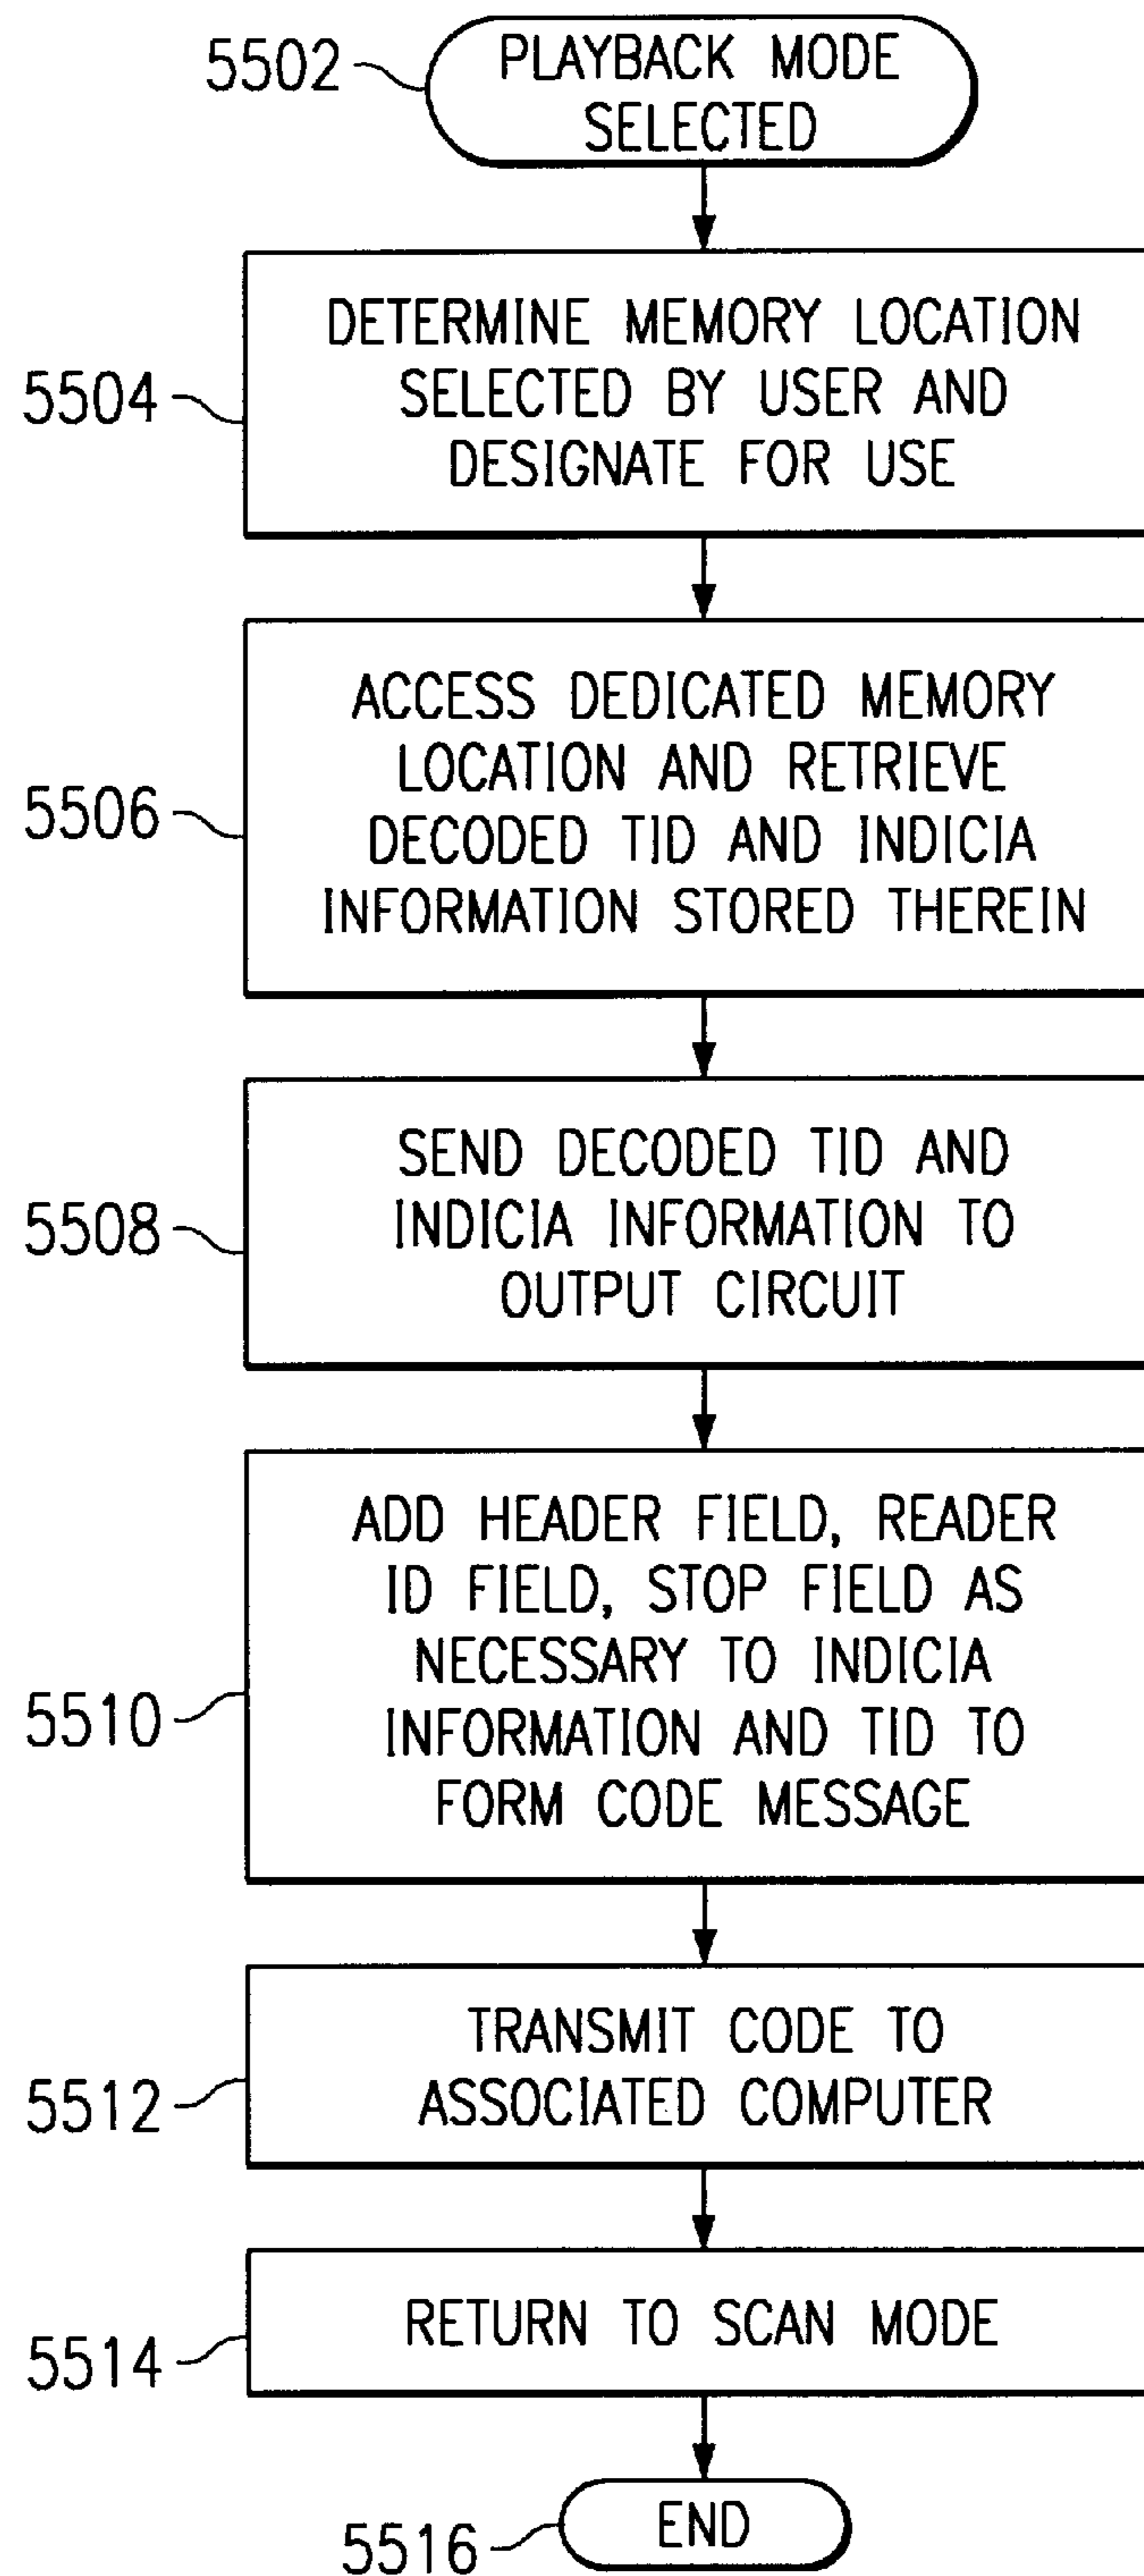 5502
PLAYBACK MODE
SELECTED
5504
DETERMINE MEMORY LOCATION
SELECTED BY USER AND
DESIGNATE FOR USE
5506
ACCESS DEDICATED MEMORY
LOCATION AND RETRIEVE
DECODED TID AND INDICIA
INFORMATION STORED THEREIN
5508
SEND DECODED TID AND
INDICIA INFORMATION TO
OUTPUT CIRCUIT
5510
ADD HEADER FIELD, READER
ID FIELD, STOP FIELD AS
NECESSARY TO INDICIA
INFORMATION AND TID TO
FORM CODE MESSAGE
5512
TRANSMIT CODE TO
ASSOCIATED COMPUTER
5514
RETURN TO SCAN MODE
5516
END